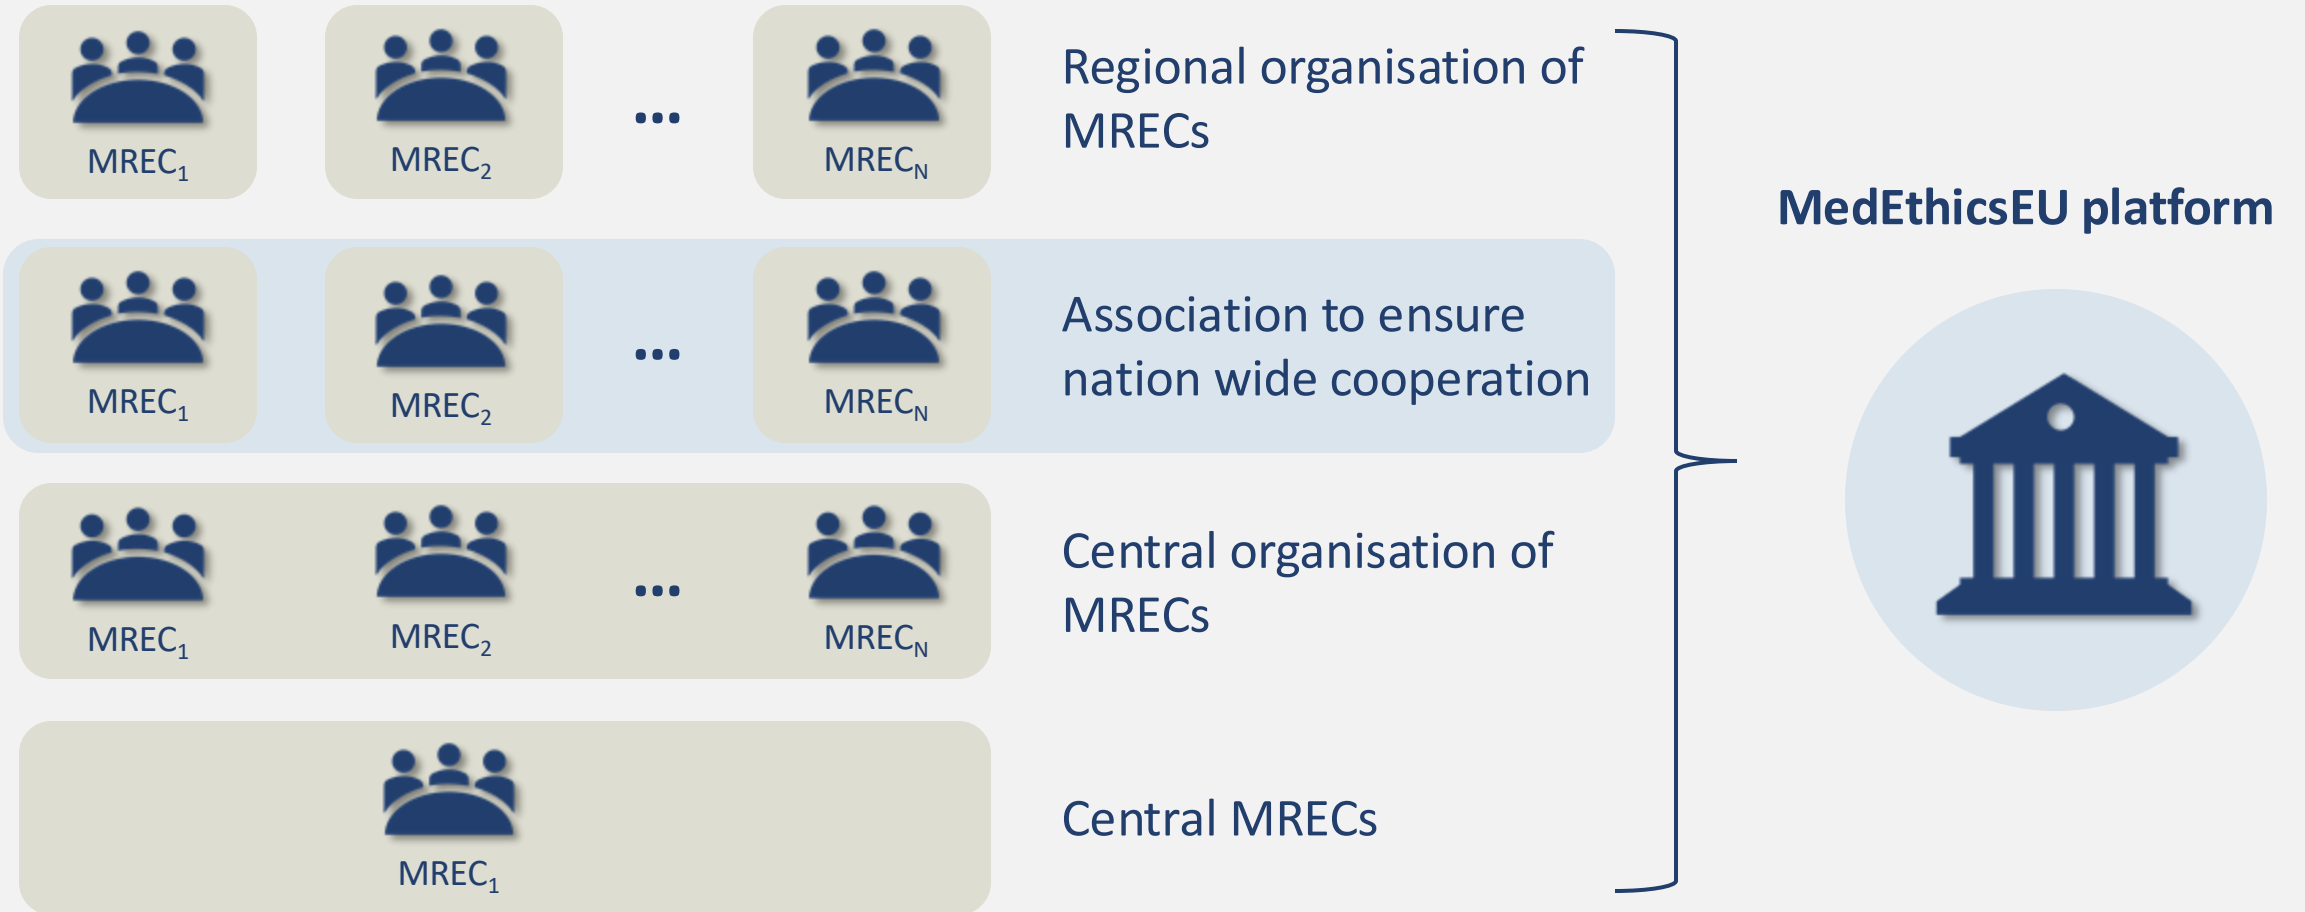 MREC₁
MREC₂
...
MRECN
Regional organisation of
MRECs
MREC₁
MREC₂
...
MRECN
Association to ensure
nation wide cooperation
MREC₁
MREC₂
...
MRECN
Central organisation of
MRECs
MREC₁
Central MRECs
MedEthicsEU platform